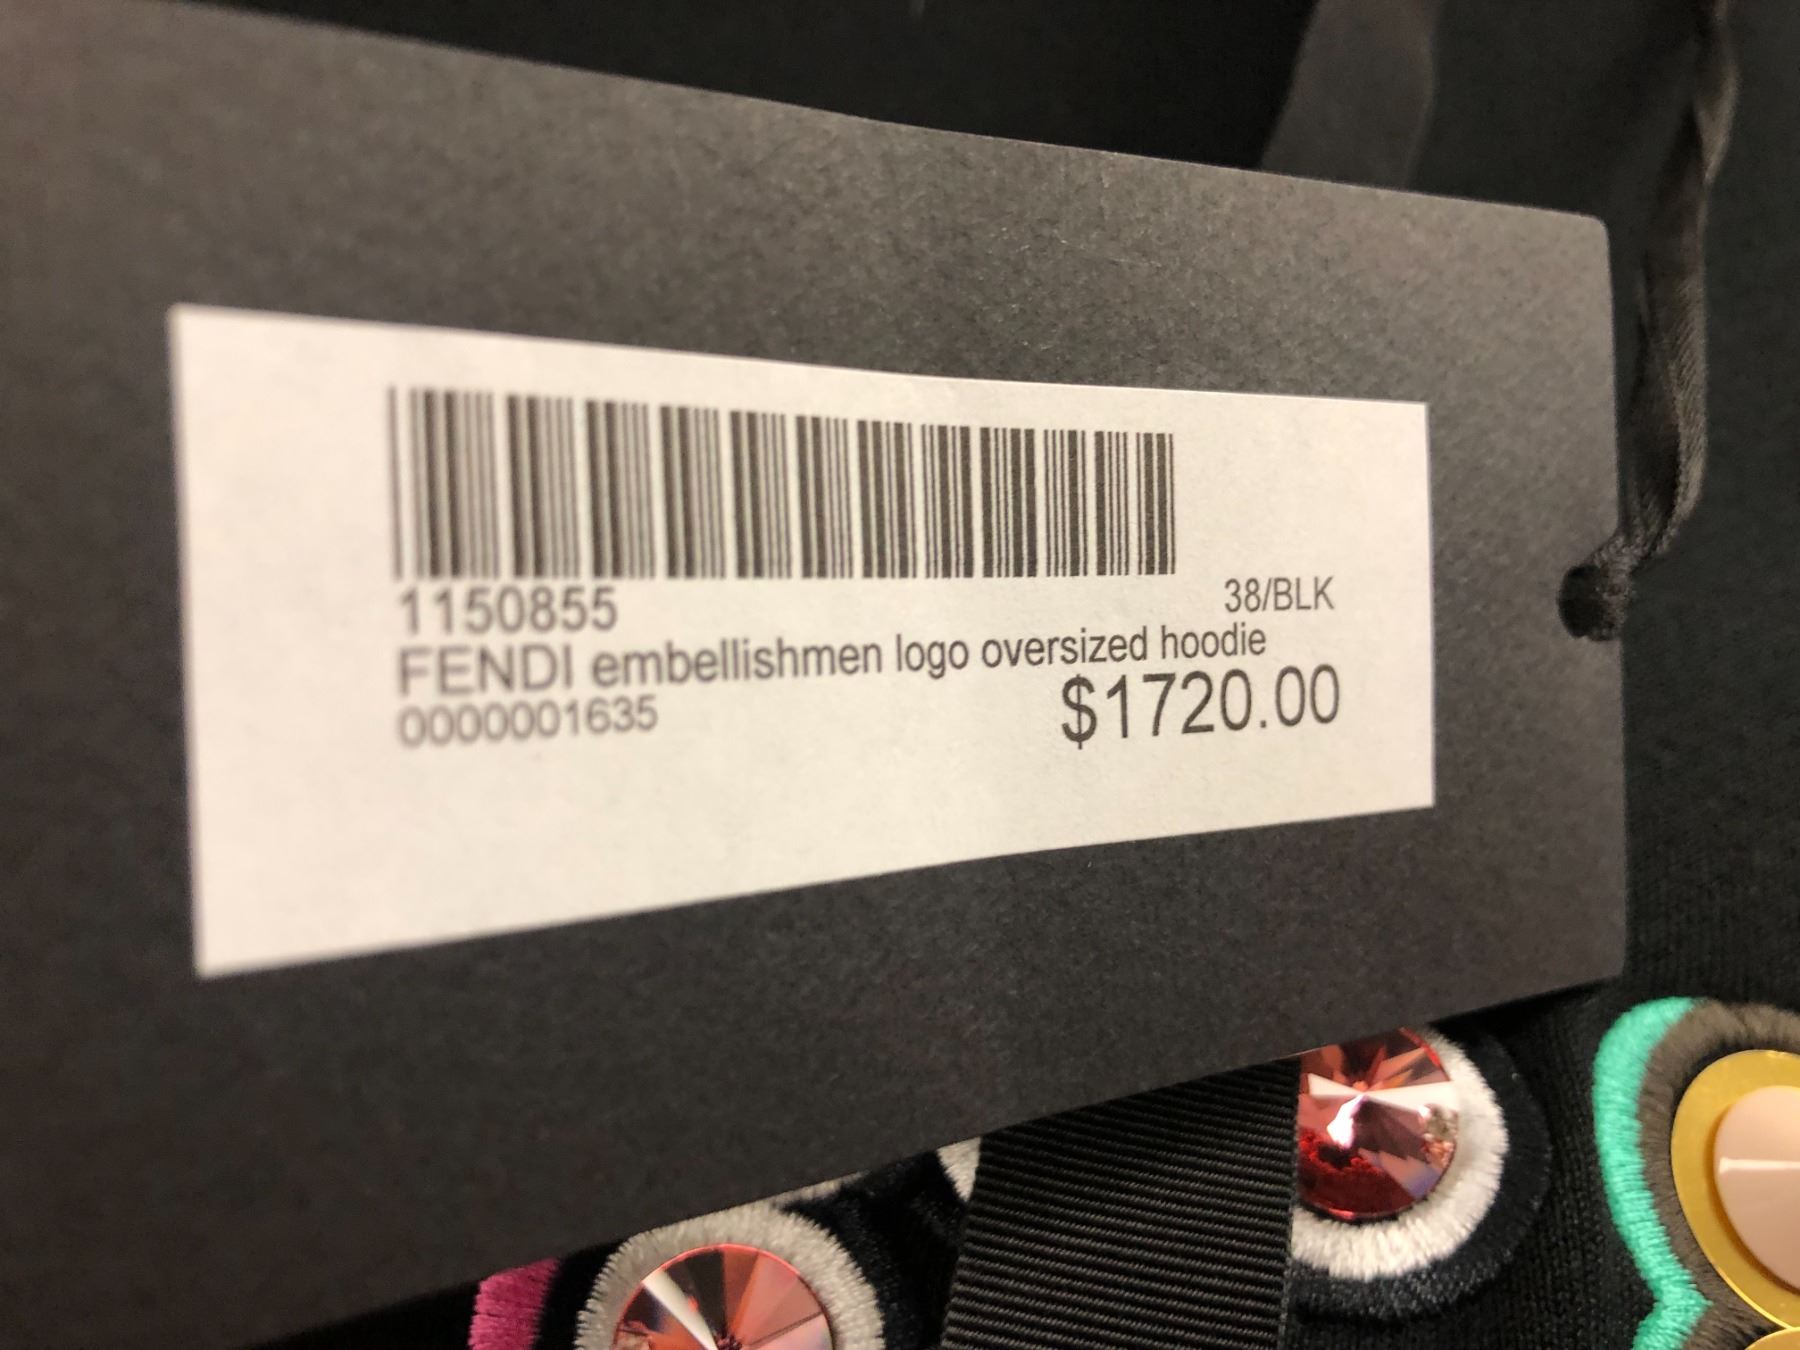 1150855 38/BLK
FENDI embellishmen logo oversized hoodie
0000001635 $1720.00